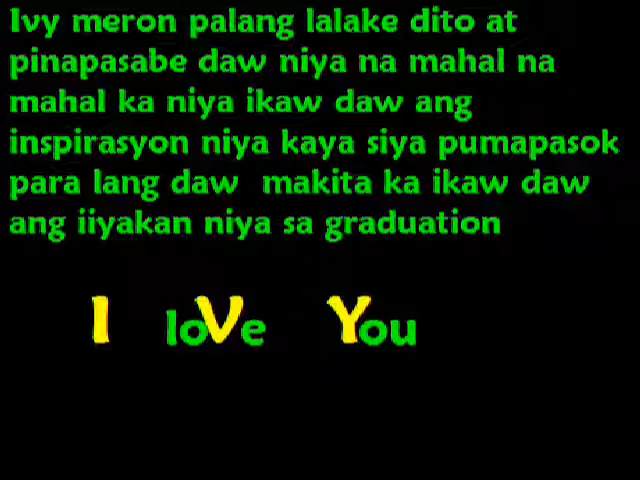 Ivy meron palang lalake dito at
pinapasabe daw niya na mahal na
mahal ka niya ikaw daw ang
inspirasyon niya kaya siya pumapasok
para lang daw makita ka ikaw daw
ang iiyakan niya sa graduation
I loVe You